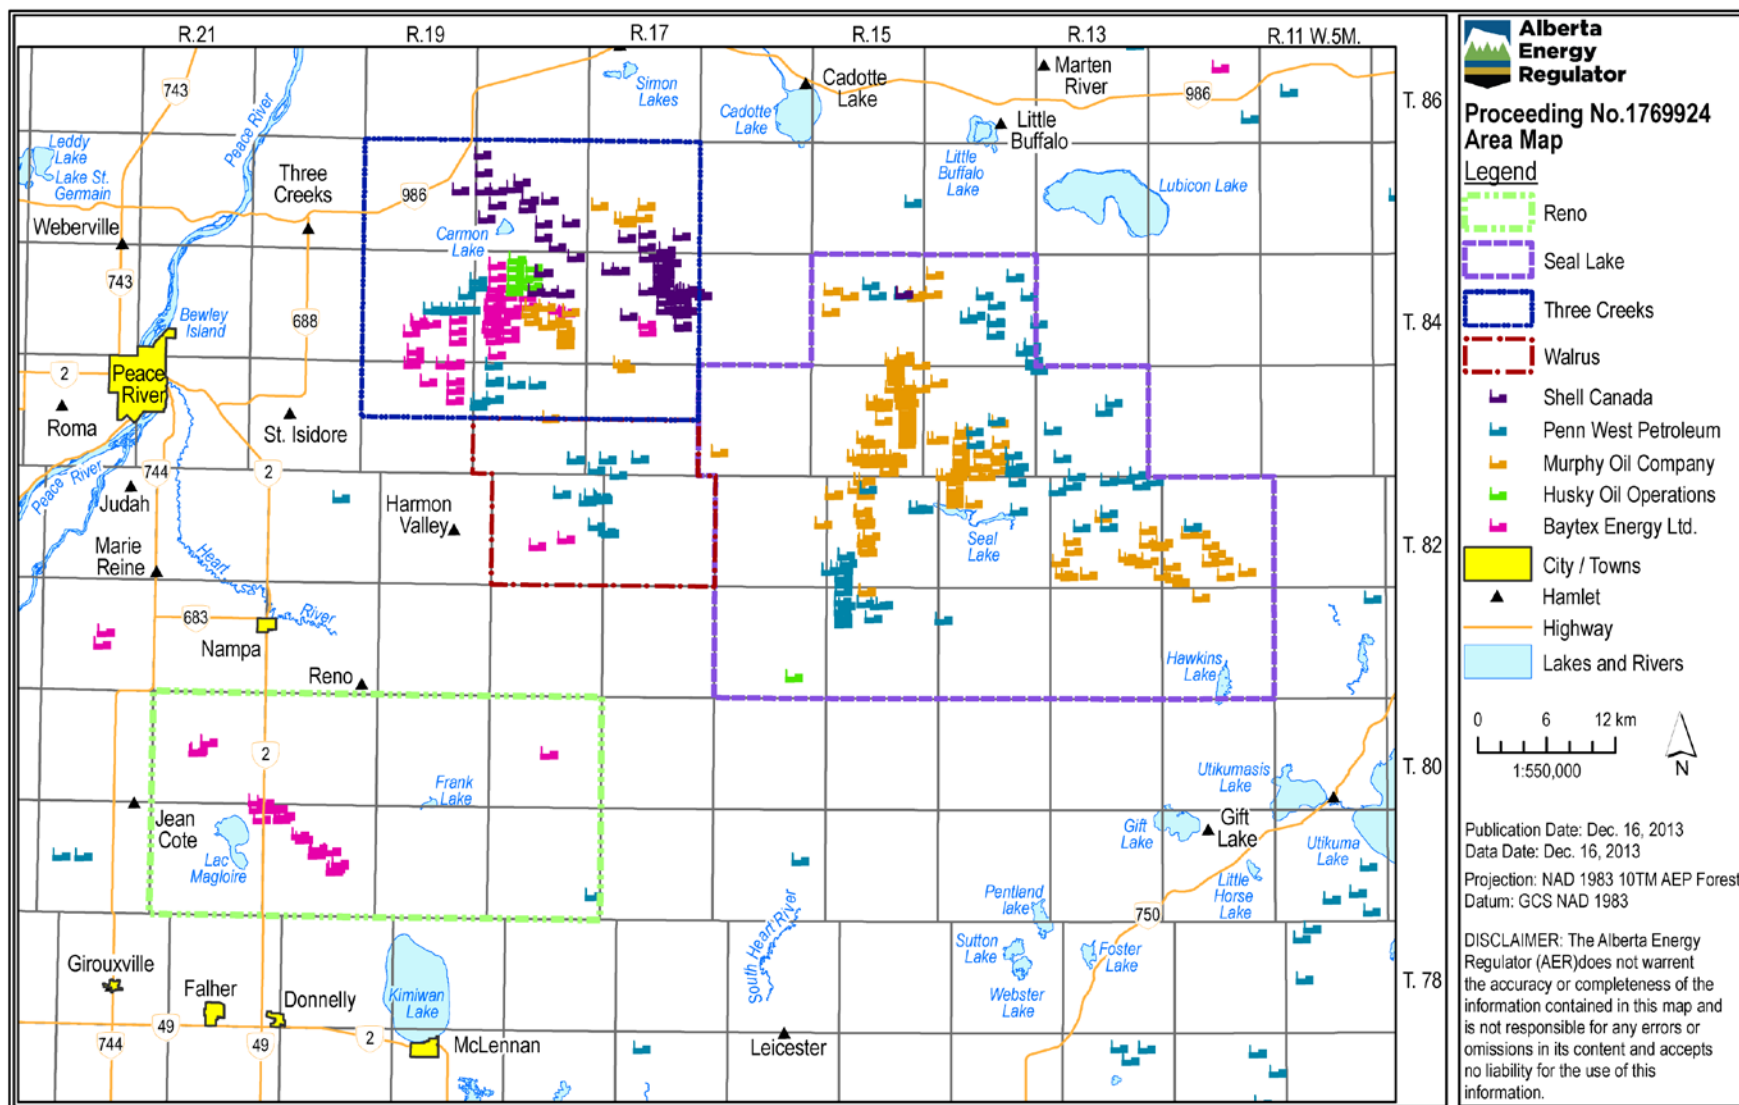 R.21
R.19
R.17
R.15
R.13
R.11 W.5M.
T. 86
T. 84
T. 82
T. 80
T. 78
743
Peace River
Simon
Lakes
Cadotte
Lake
Cadotte
Lake
Marten
River
986
Little
Buffalo
Little
Buffalo
Lake
Lubicon Lake
Leddy
Lake
Lake St.
Germain
Three
Creeks
986
Weberville
Carmon
Lake
743
688
Bewley
Island
2
Peace
River
Roma
St. Isidore
744
2
Peace River
Judah
Harmon
Valley
Marie
Reine
Heart
River
Seal
Lake
683
Nampa
Reno
Hawkins
Lake
2
Frank
Lake
Jean
Cote
Lac
Magloire
Utikumasis
Lake
Gift
Lake
Gift
Lake
Utikuma
Lake
Little
Horse
Lake
Pentland
lake
750
South Heart River
Sutton
Lake
Foster
Lake
Webster
Lake
Girouxville
Falher
Donnelly
Kimiwan
Lake
49
2
744
49
McLennan
Leicester
Alberta
Energy
Regulator
Proceeding No.1769924
Area Map
Legend
Reno
Seal Lake
Three Creeks
Walrus
Shell Canada
Penn West Petroleum
Murphy Oil Company
Husky Oil Operations
Baytex Energy Ltd.
City / Towns
Hamlet
Highway
Lakes and Rivers
0 6 12 km
1:550,000
N
Publication Date: Dec. 16, 2013
Data Date: Dec. 16, 2013
Projection: NAD 1983 10TM AEP Forest
Datum: GCS NAD 1983
DISCLAIMER: The Alberta Energy
Regulator (AER)does not warrent
the accuracy or completeness of the
information contained in this map and
is not responsible for any errors or
omissions in its content and accepts
no liability for the use of this
information.